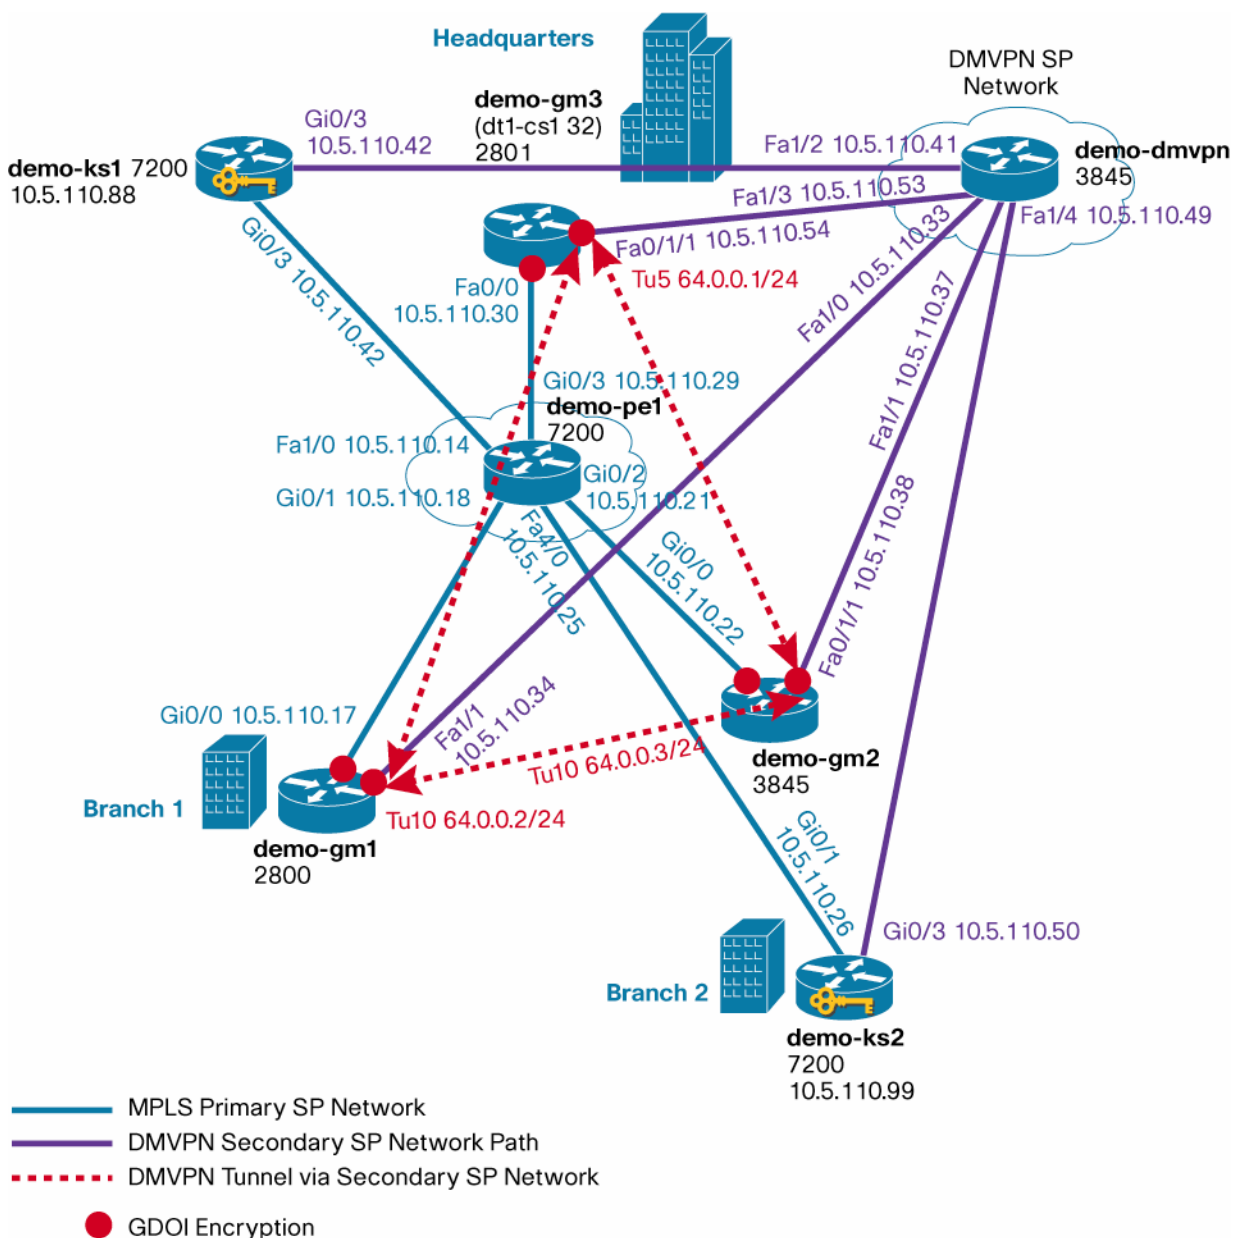 Headquarters
DMVPN SP
Network
demo-gm3
(dt1-cs1 32)
2801
Gi0/3
10.5.110.42
Fa1/2 10.5.110.41
demo-dmvpn
3845
demo-ks1 7200
10.5.110.88
Fa1/3 10.5.110.53
Fa1/4 10.5.110.49
Fa0/1/1 10.5.110.54
Tu5 64.0.0.1/24
Gi0/3 10.5.110.42
Fa0/0
10.5.110.30
Fa1/0 10.5.110.33
Fa1/1 10.5.110.37
Gi0/3 10.5.110.29
demo-pe1
7200
Fa1/0 10.5.110.14
Gi0/2
10.5.110.21
Gi0/1 10.5.110.18
Fa4/0
10.5.110.25
Gi0/0
10.5.110.22
Fa0/1/1 10.5.110.38
Gi0/0 10.5.110.17
Fa1/1
10.5.110.34
Tu10 64.0.0.3/24
demo-gm2
3845
Branch 1
Tu10 64.0.0.2/24
demo-gm1
2800
Gi0/1
10.5.110.26
Gi0/3 10.5.110.50
Branch 2
demo-ks2
7200
10.5.110.99
MPLS Primary SP Network
DMVPN Secondary SP Network Path
DMVPN Tunnel via Secondary SP Network
GDOI Encryption